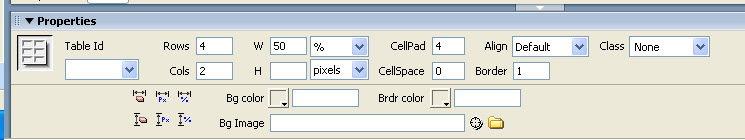 Properties
Table Id Rows 4 W 50 % CellPad 4 Align Default Class None
Cols 2 H pixels CellSpace 0 Border 1
Bg color Brdr color
Bg Image